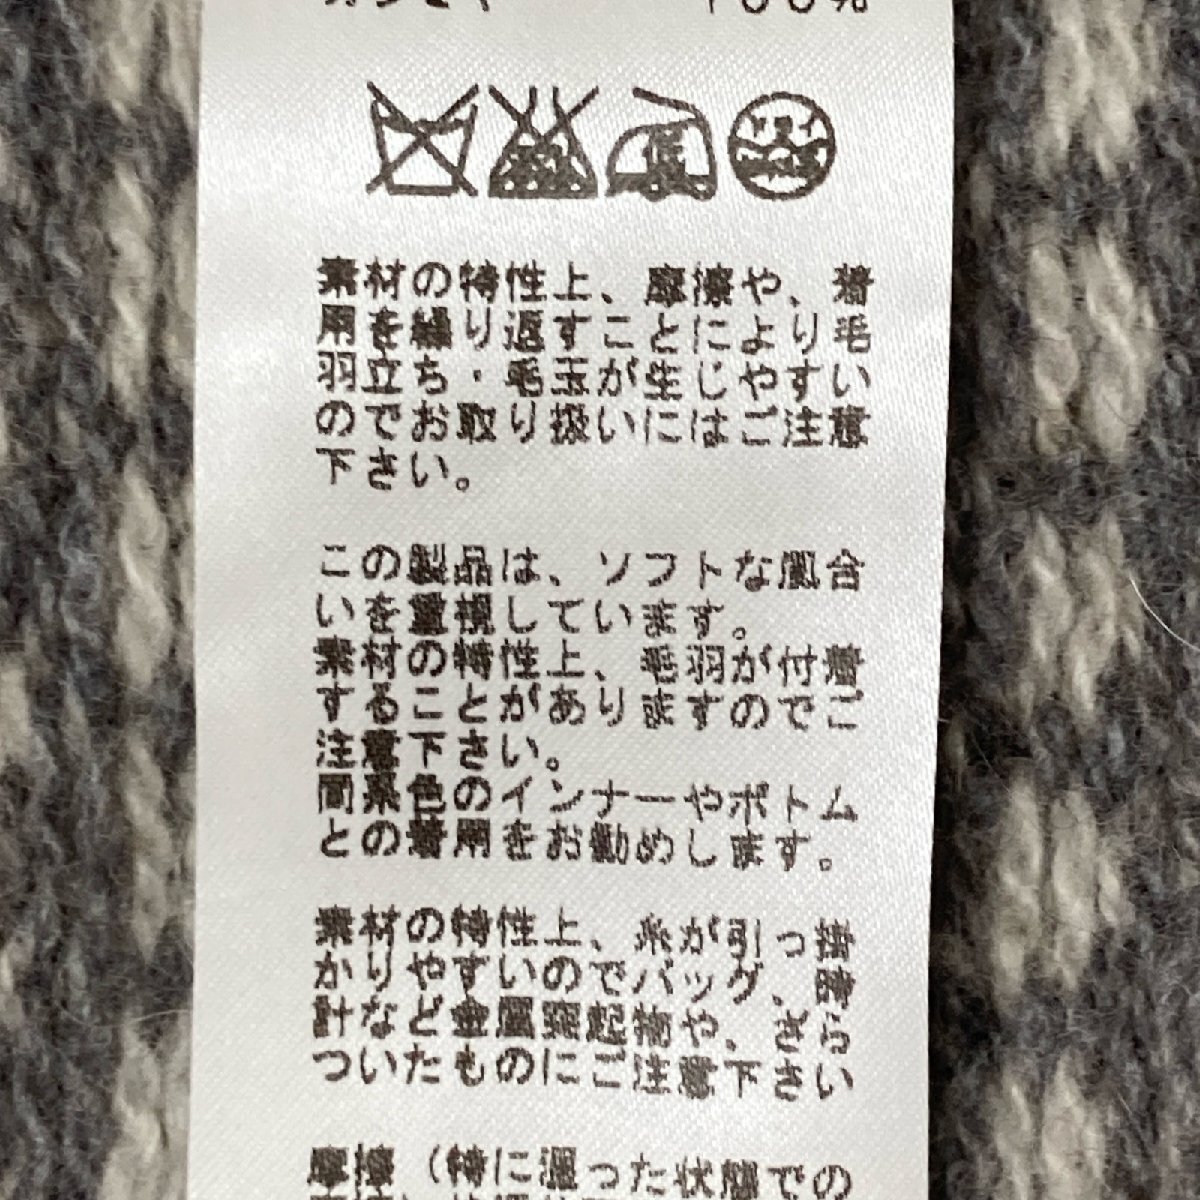 カシミヤ 100%
低
ドライ
素材の特性上、摩擦や、着
用を繰り返すことにより毛
羽立ち・毛玉が生じやすい
のでお取り扱いにはご注意
下さい。
この製品は、ソフトな風合
いを重視しています。
素材の特性上、毛羽が付着
することがありますのでご
注意下さい。
同系色のインナーやボトム
との着用をお勧めします。
素材の特性上、糸が引っ掛
かりやすいのでバッグ、時
計など金属突起物や、ざら
ついたものにご注意下さい
摩擦（特に湿った状態での